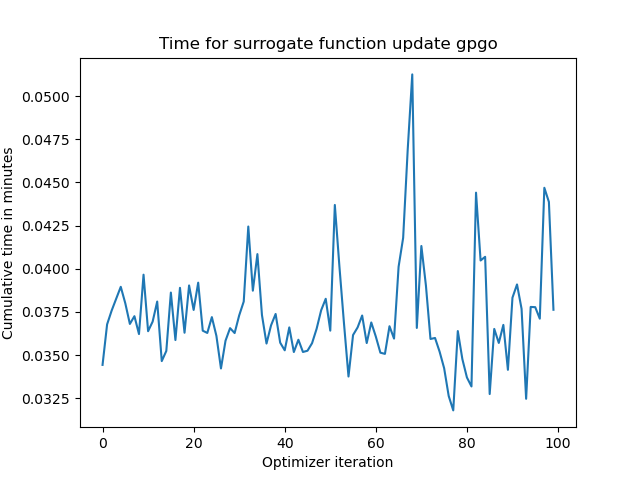 Time for surrogate function update gpgo
Cumulative time in minutes
0.0500
0.0475
0.0450
0.0425
0.0400
0.0375
0.0350
0.0325
0 20 40 60 80 100
Optimizer iteration